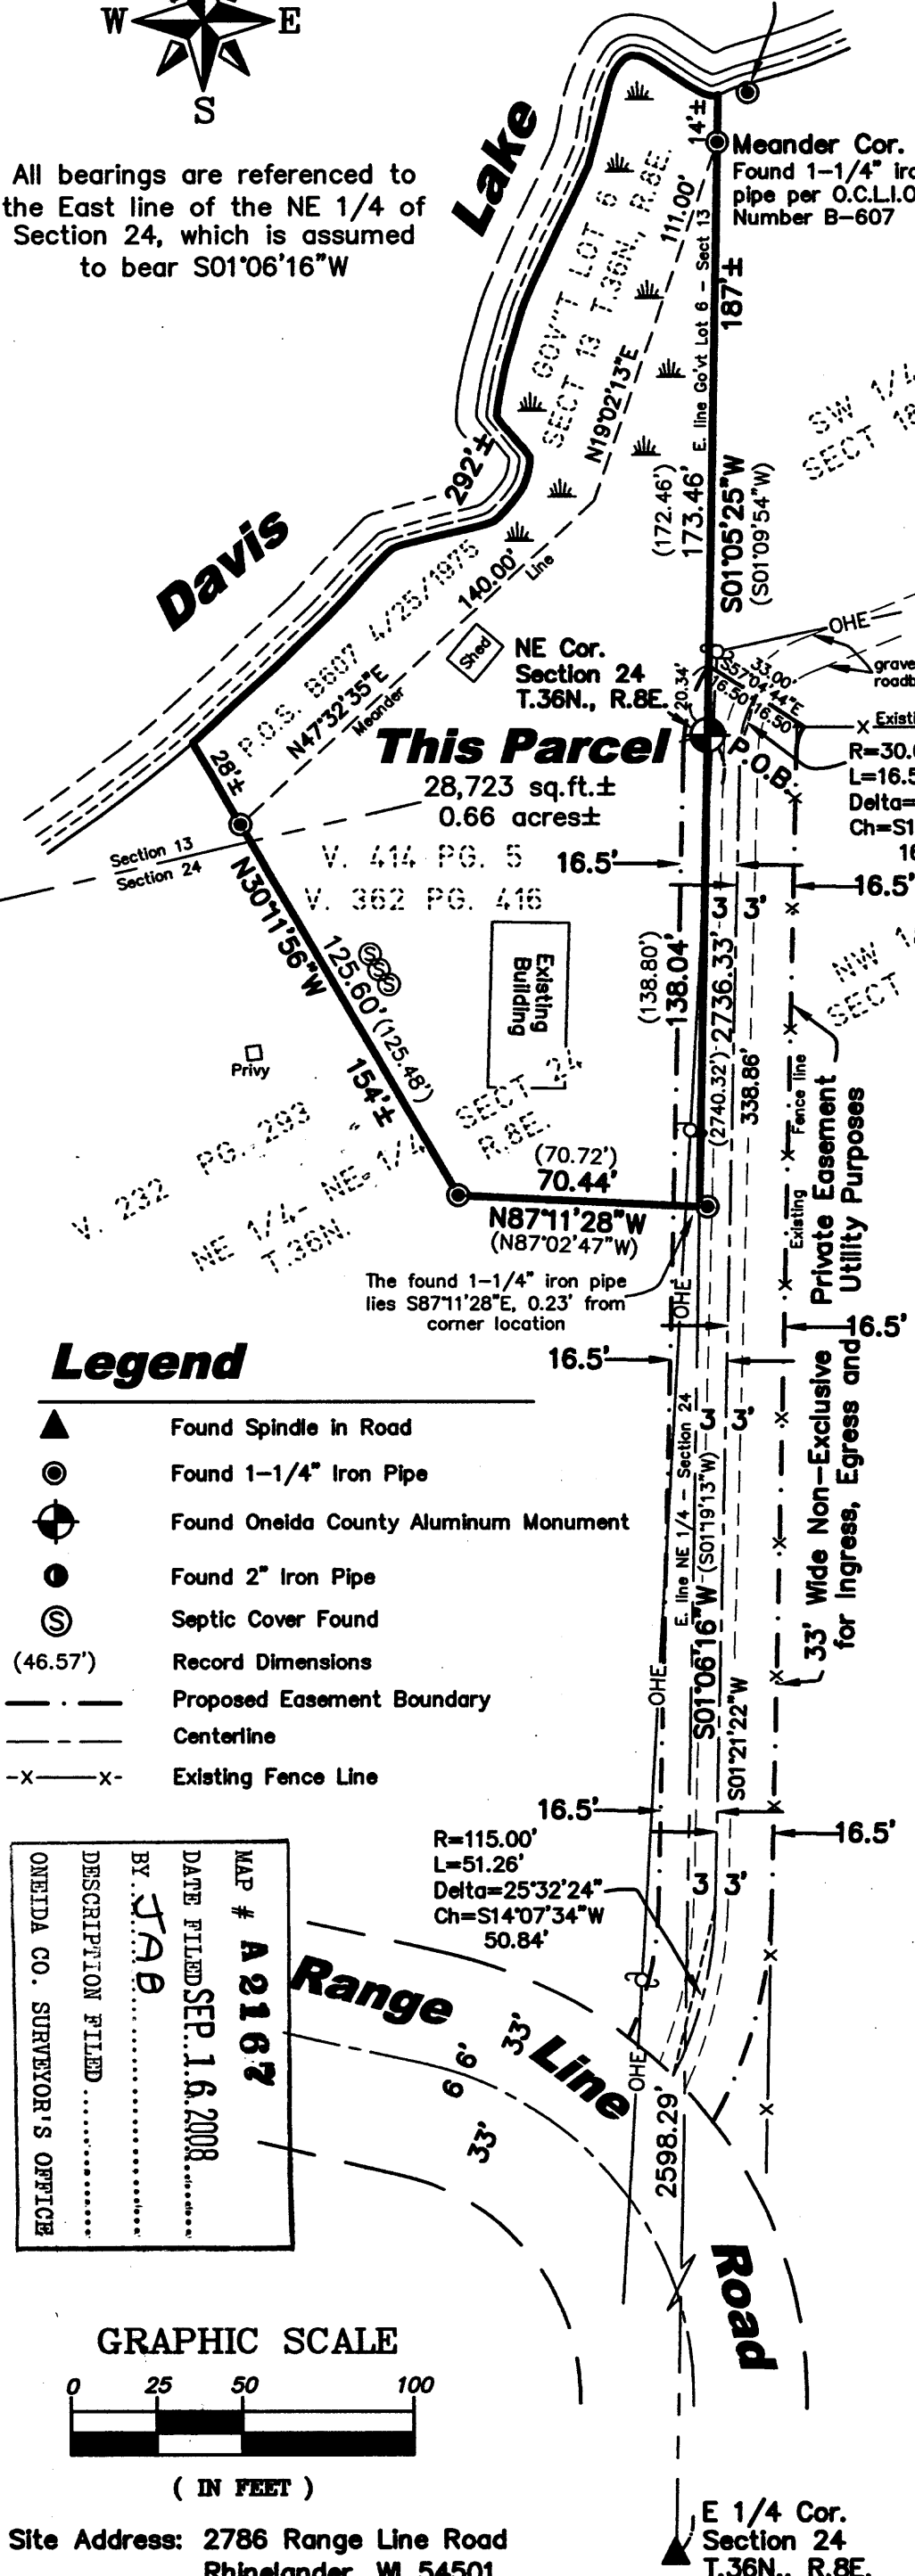 W
E
S
All bearings are referenced to
the East line of the NE 1/4 of
Section 24, which is assumed
to bear S01°06'16"W
Lake
Davis
14'±
Meander Cor.
Found 1-1/4"
pipe per
Number B-607
GOV'T LOT 6
SECT 13 T.36N., R.8E.
111.00'
N19°02'13"E
E. line Go'vt Lot 6 - Sect 13
187'±
SW
SECT
(172.46')
173.46'
S01°05'25"W
(S01°09'54"W)
292'±
P.O.S. B607 4/25/1975
140.00'
Line
N47°32'35"E
Meander
Shed
NE Cor.
Section 24
T.36N., R.8E.
20.34'
33.00'
S57°04'44"E
16.50'
16.50'
OHE
P.O.B.
28'±
This Parcel
28,723 sq.ft.±
0.66 acres±
L=16.5
Delta=
Section 13
Section 24
V. 414 PG. 5
V. 362 PG. 416
16.5'
16.5'
3
3'
N30°11'56"W
125.60'
(125.48')
154'±
SSS
Existing
Building
(138.80')
138.04'
(2740.32')
2736.33'
338.86'
NW
SECT
Privy
V. 232 PG. 293
NE 1/4- NE 1/4 SECT 24
T.36N. R.8E.
(70.72')
70.44'
N87°11'28"W
(N87°02'47"W)
The found 1-1/4" iron pipe
lies S87°11'28"E, 0.23' from
corner location
OHE
Existing Fence line
33' Wide Non-Exclusive Private Easement
for Ingress, Egress and Utility Purposes
16.5'
16.5'
3
3'
Legend
Found Spindle in Road
Found 1-1/4" Iron Pipe
Found Oneida County Aluminum Monument
Found 2" Iron Pipe
S
Septic Cover Found
(46.57')
Record Dimensions
Proposed Easement Boundary
Centerline
-X- -X-
Existing Fence Line
E. line NE 1/4 - Section 24
S01°06'16"W
(S01°19'13"W)
S01°21'22"W
OHE
16.5'
16.5'
3
3'
R=115.00'
L=51.26'
Delta=25°32'24"
Ch=S14°07'34"W
50.84'
MAP # A 2167
DATE FILED SEP 16 2008
BY JAB
DESCRIPTION FILED
ONEIDA CO. SURVEYOR'S OFFICE
Range
Line
Road
33'
6'
6
33'
OHE
2598.29'
GRAPHIC SCALE
0 25 50 100
( IN FEET )
Site Address: 2786 Range Line Road
Rhinelander, WI 54501
E 1/4 Cor.
Section 24
T.36N., R.8E.